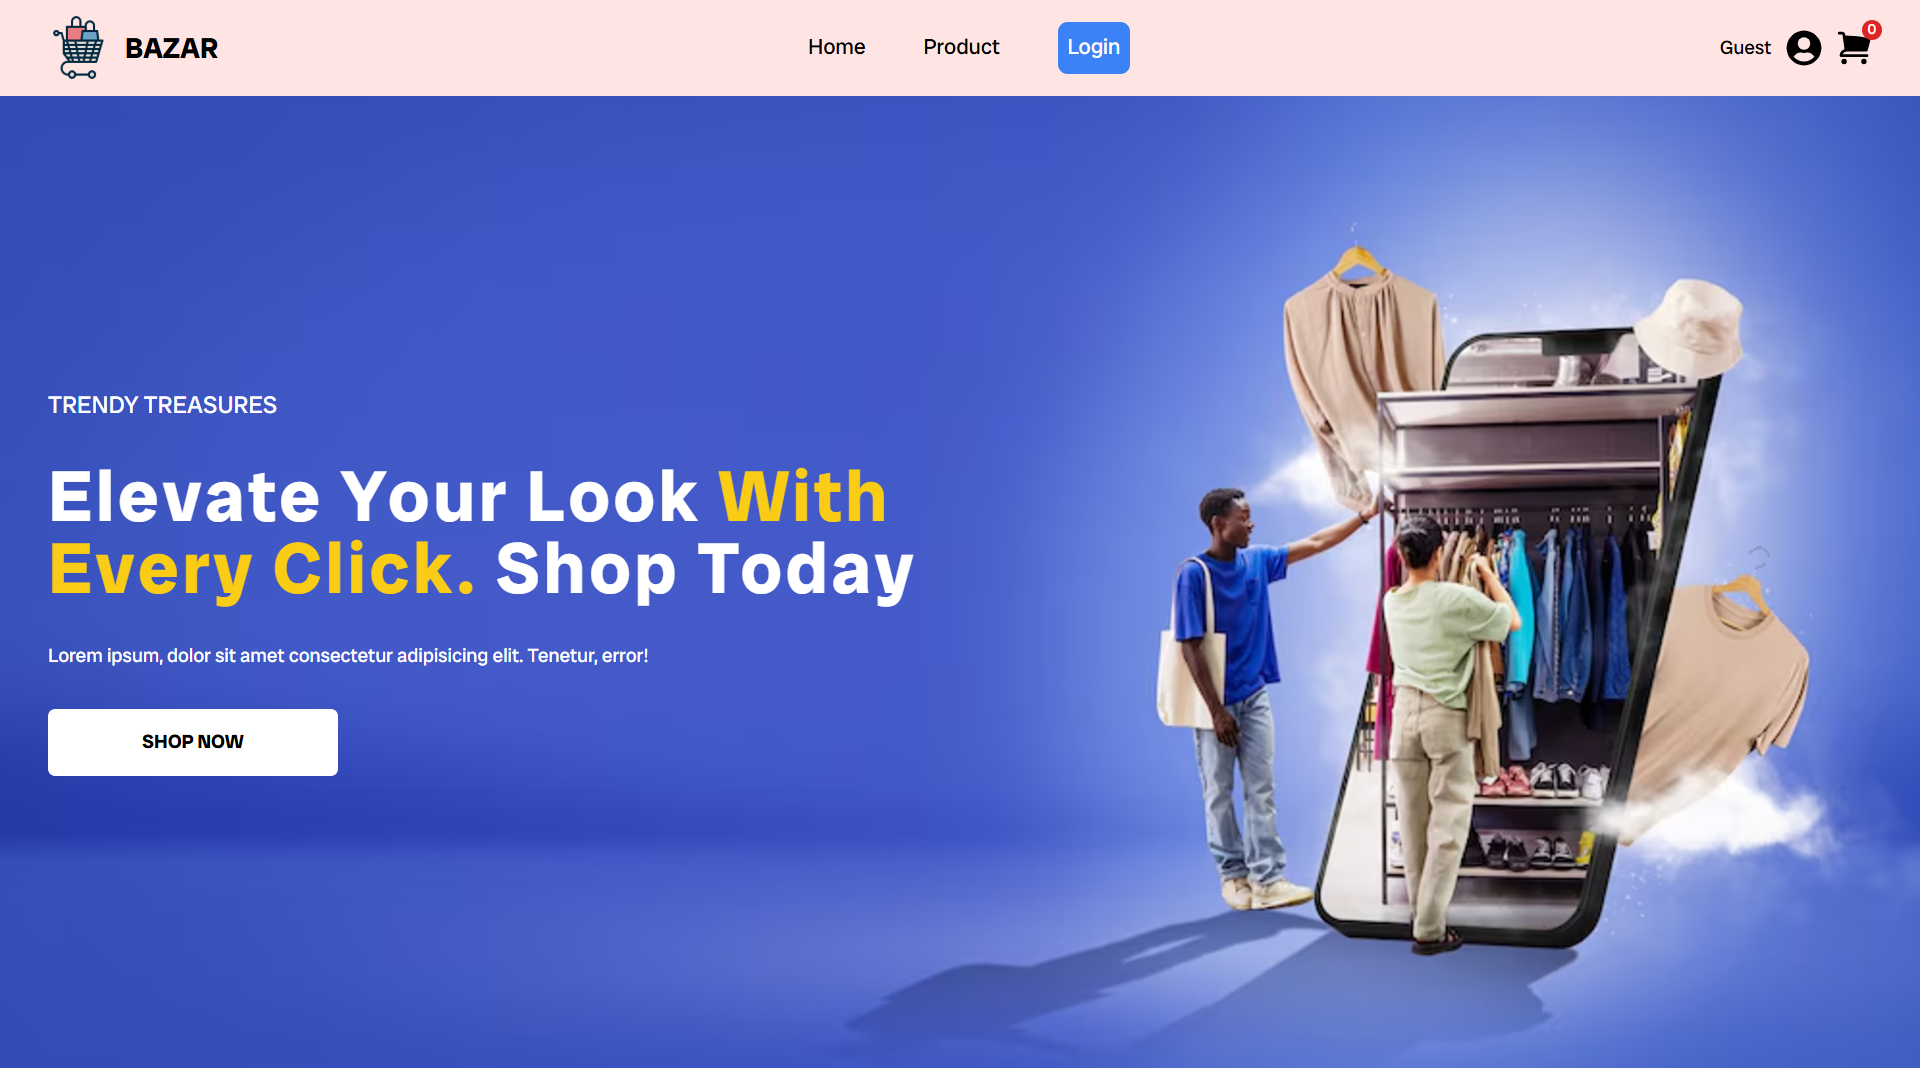 BAZAR
Home
Product
Login
Guest
0
TRENDY TREASURES
Elevate Your Look With
Every Click. Shop Today
Lorem ipsum, dolor sit amet consectetur adipisicing elit. Tenetur, error!
SHOP NOW